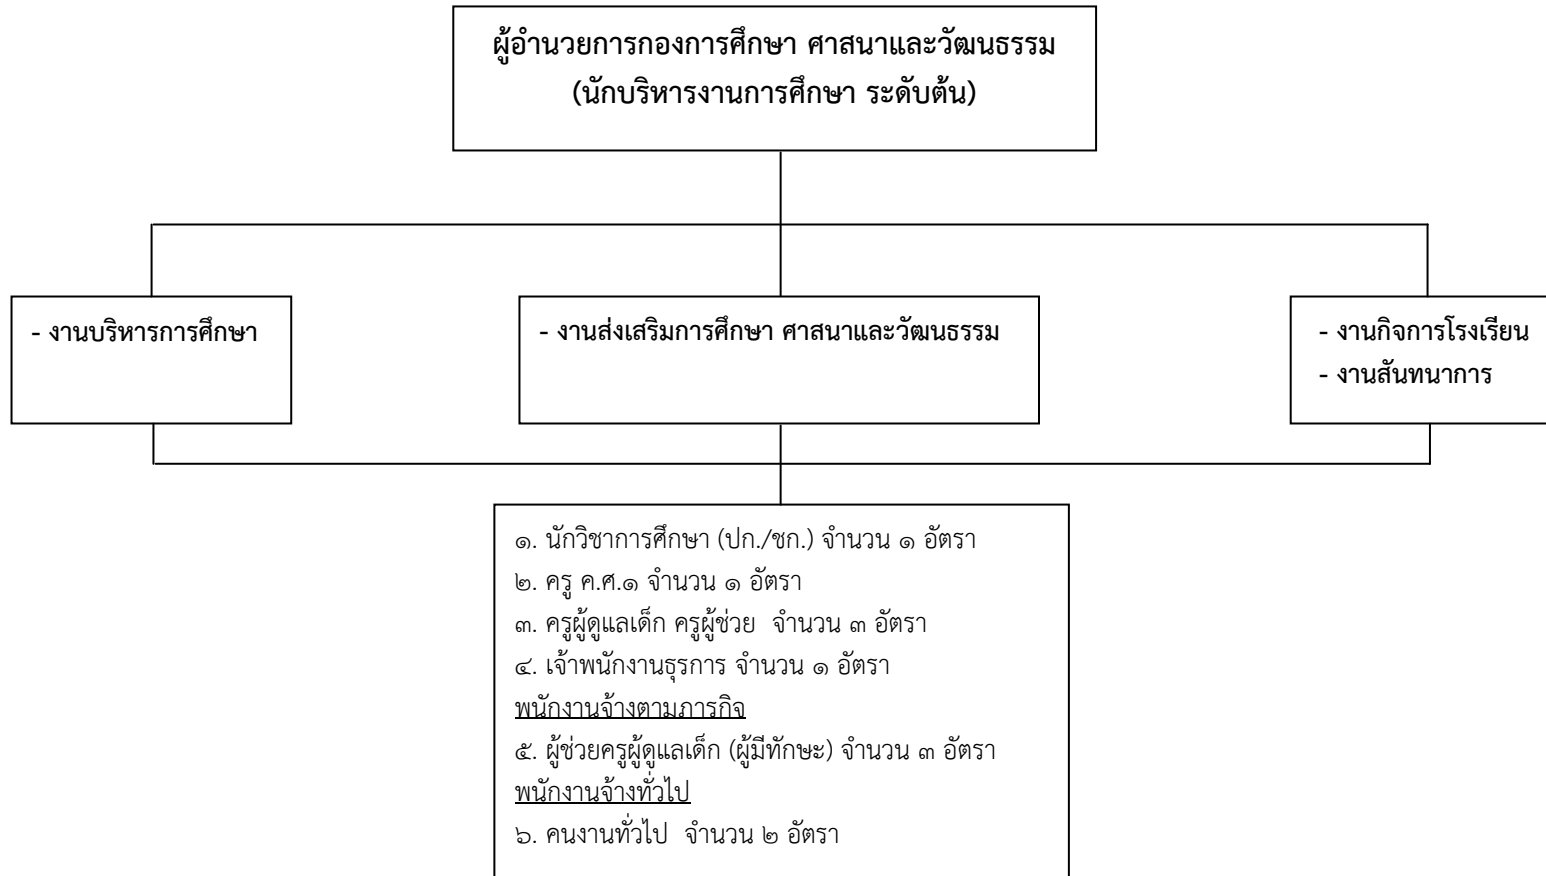 ผู้อำนวยการกองการศึกษา ศาสนาและวัฒนธรรม
(นักบริหารงานการศึกษา ระดับต้น)
- งานบริหารการศึกษา
- งานส่งเสริมการศึกษา ศาสนาและวัฒนธรรม
- งานกิจการโรงเรียน
- งานสันทนาการ
๑. นักวิชาการศึกษา (ปก./ชก.) จำนวน ๑ อัตรา
๒. ครู ค.ศ.๑ จำนวน ๑ อัตรา
๓. ครูผู้ดูแลเด็ก ครูผู้ช่วย จำนวน ๓ อัตรา
๔. เจ้าพนักงานธุรการ จำนวน ๑ อัตรา
พนักงานจ้างตามภารกิจ
๕. ผู้ช่วยครูผู้ดูแลเด็ก (ผู้มีทักษะ) จำนวน ๓ อัตรา
พนักงานจ้างทั่วไป
๖. คนงานทั่วไป จำนวน ๒ อัตรา